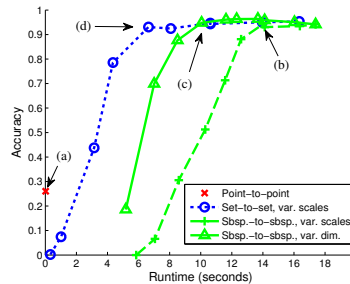 1
0.9
0.8
0.7
0.6
0.5
0.4
0.3
0.2
0.1
0
Accuracy
(d)
(c)
(b)
(a)
Point-to-point
Set-to-set, var. scales
Sbsp.-to-sbsp., var. scales
Sbsp.-to-sbsp., var. dim.
0 2 4 6 8 10 12 14 16 18
Runtime (seconds)